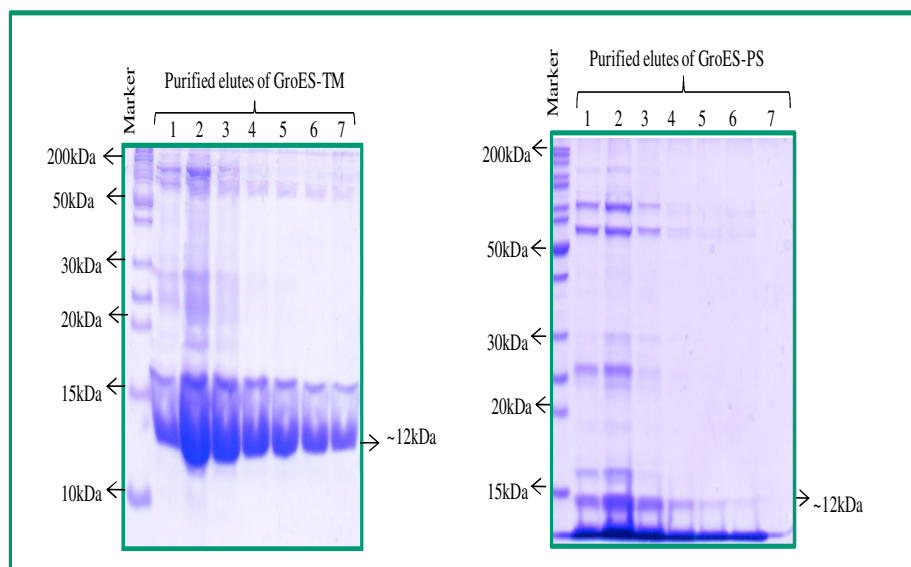 Marker
Purified elutes of GroES-TM
1 2 3 4 5 6 7
200kDa
50kDa
30kDa
20kDa
15kDa
10kDa
~12kDa
Marker
Purified elutes of GroES-PS
1 2 3 4 5 6 7
200kDa
50kDa
30kDa
20kDa
15kDa
~12kDa